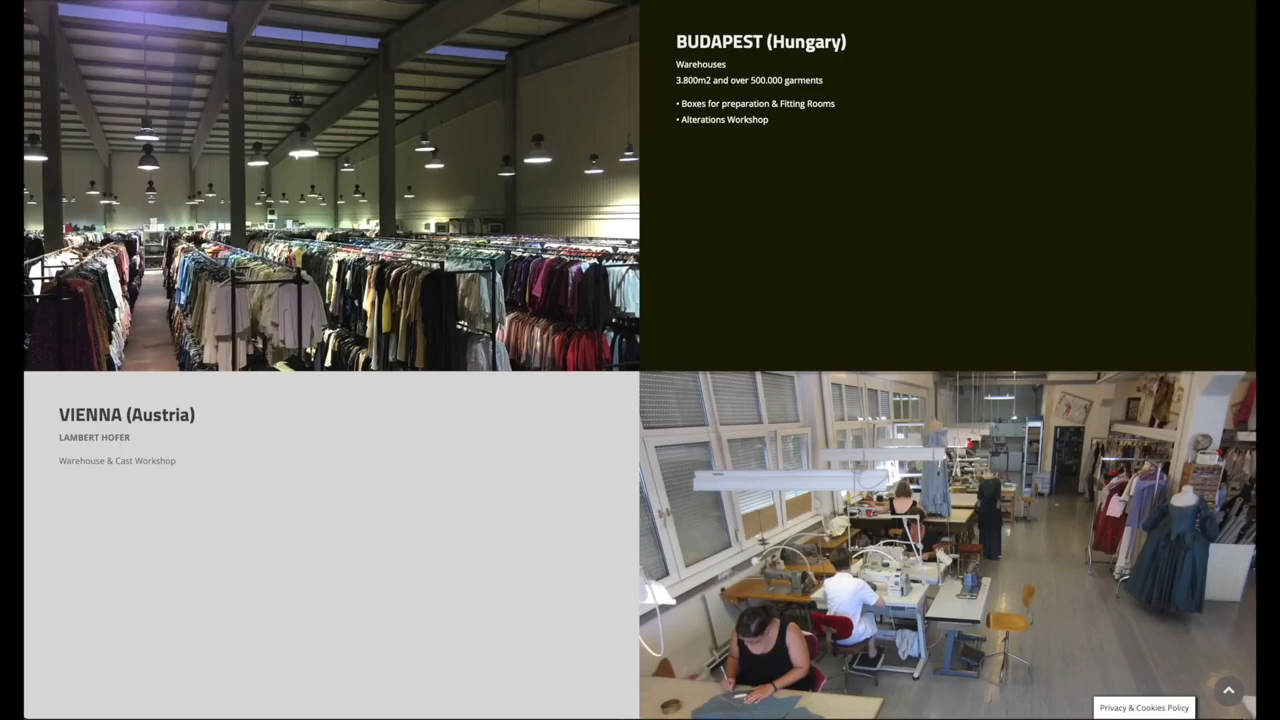 BUDAPEST (Hungary)
Warehouses
3.800m2 and over 500.000 garments
• Boxes for preparation & Fitting Rooms
• Alterations Workshop
VIENNA (Austria)
LAMBERT HOFER
Warehouse & Cast Workshop
Privacy & Cookies Policy